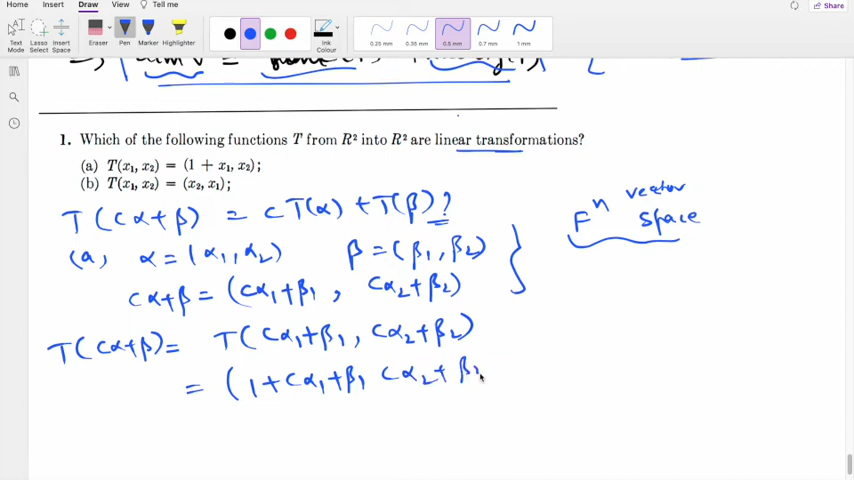 Home Insert Draw View Tell me Share
Text Mode Lasso Select Insert Space Eraser Pen Marker Highlighter Ink Colour 0.25 mm 0.35 mm 0.5 mm 0.7 mm 1 mm
1. Which of the following functions T from R² into R² are linear transformations?
(a) T(x₁, x₂) = (1 + x₁, x₂);
(b) T(x₁, x₂) = (x₂, x₁);
T(cα+β) = cT(α)+T(β)?
Fⁿ vector space
(a, α=(α₁,α₂) β=(β₁,β₂)
cα+β=(cα₁+β₁, cα₂+β₂)
T(cα+β)= T(cα₁+β₁, cα₂+β₂)
= (1+cα₁+β₁ cα₂+β